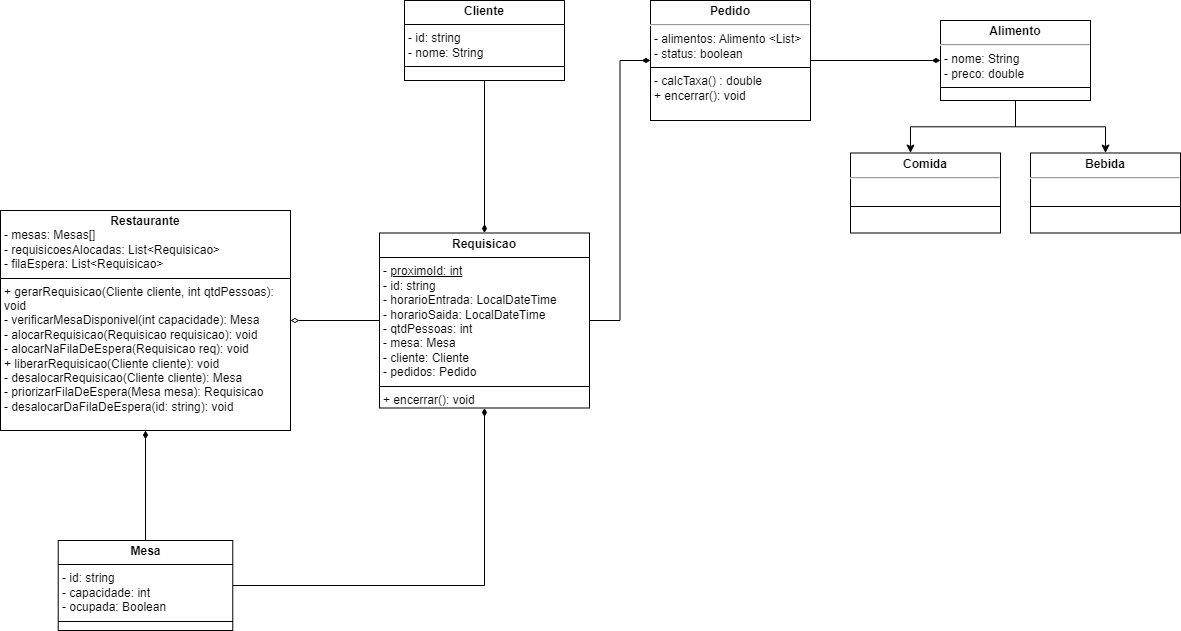 Cliente
- id: string
- nome: String
Pedido
- alimentos: Alimento <List>
- status: boolean
- calcTaxa() : double
+ encerrar(): void
Alimento
- nome: String
- preco: double
Comida
Bebida
Restaurante
- mesas: Mesas[]
- requisicoesAlocadas: List<Requisicao>
- filaEspera: List<Requisicao>
+ gerarRequisicao(Cliente cliente, int qtdPessoas):
void
- verificarMesaDisponivel(int capacidade): Mesa
- alocarRequisicao(Requisicao requisicao): void
- alocarNaFilaDeEspera(Requisicao req): void
+ liberarRequisicao(Cliente cliente): void
- desalocarRequisicao(Cliente cliente): Mesa
- priorizarFilaDeEspera(Mesa mesa): Requisicao
- desalocarDaFilaDeEspera(id: string): void
Requisicao
- proximoId: int
- id: string
- horarioEntrada: LocalDateTime
- horarioSaida: LocalDateTime
- qtdPessoas: int
- mesa: Mesa
- cliente: Cliente
- pedidos: Pedido
+ encerrar(): void
Mesa
- id: string
- capacidade: int
- ocupada: Boolean